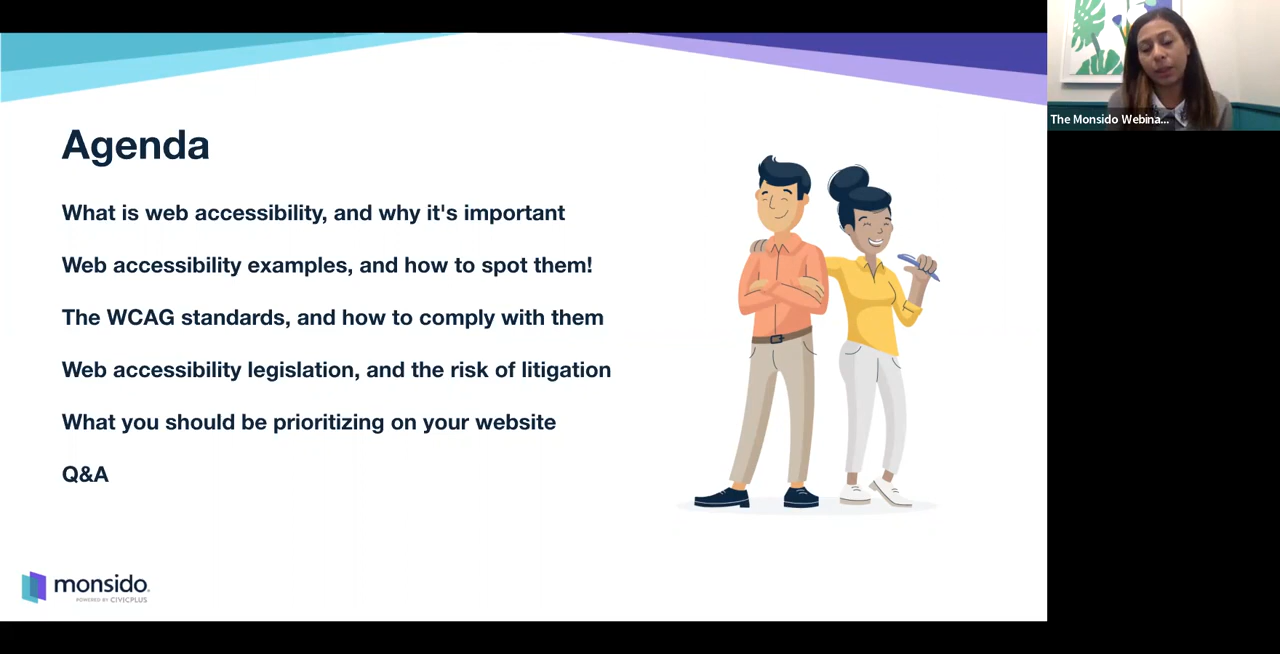 Agenda
What is web accessibility, and why it's important
Web accessibility examples, and how to spot them!
The WCAG standards, and how to comply with them
Web accessibility legislation, and the risk of litigation
What you should be prioritizing on your website
Q&A
monsido
POWERED BY CIVICPLUS
The Monsido Webina...